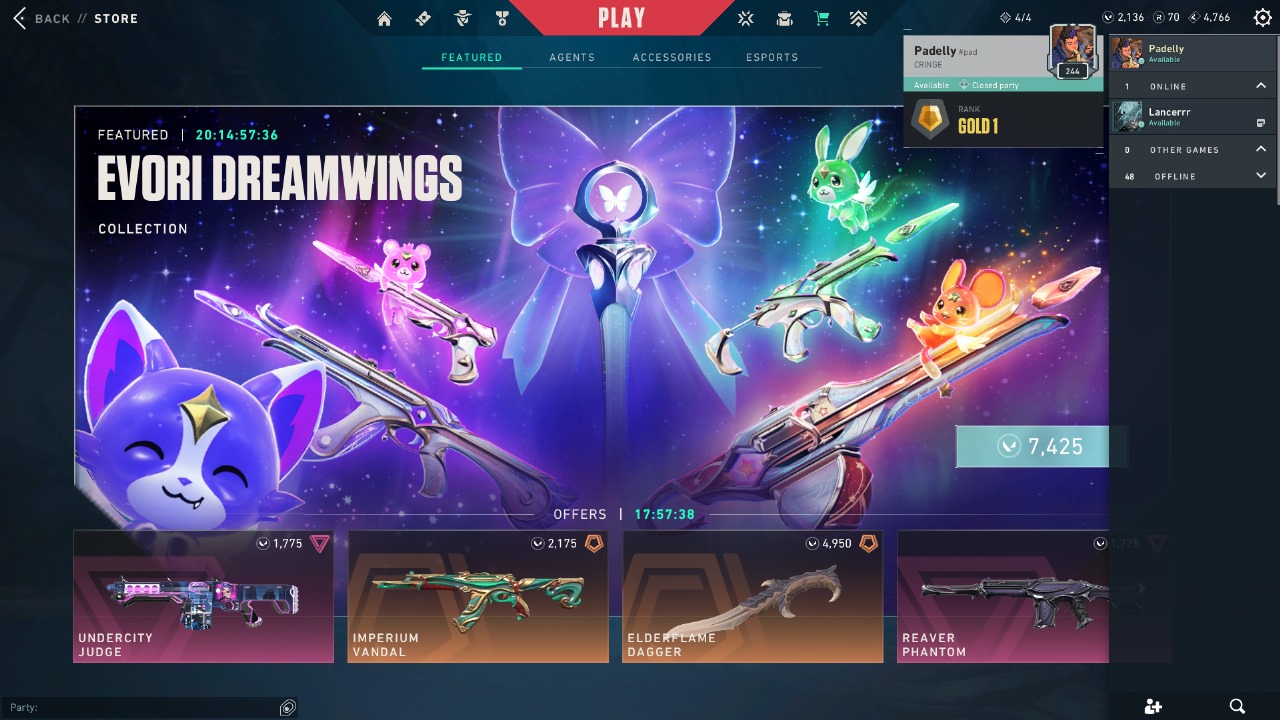 BACK // STORE
PLAY
4/4
2,136
70
4,766
FEATURED
AGENTS
ACCESSORIES
ESPORTS
Padelly #pad
CRINGE
244
Available
Closed party
RANK
GOLD 1
Padelly
Available
1 ONLINE
Lancerrr
Available
0 OTHER GAMES
48 OFFLINE
FEATURED | 20:14:57:36
EVORI DREAMWINGS
COLLECTION
7,425
OFFERS | 17:57:38
1,775
UNDERCITY
JUDGE
2,175
IMPERIUM
VANDAL
4,950
ELDERFLAME
DAGGER
1,775
REAVER
PHANTOM
Party: